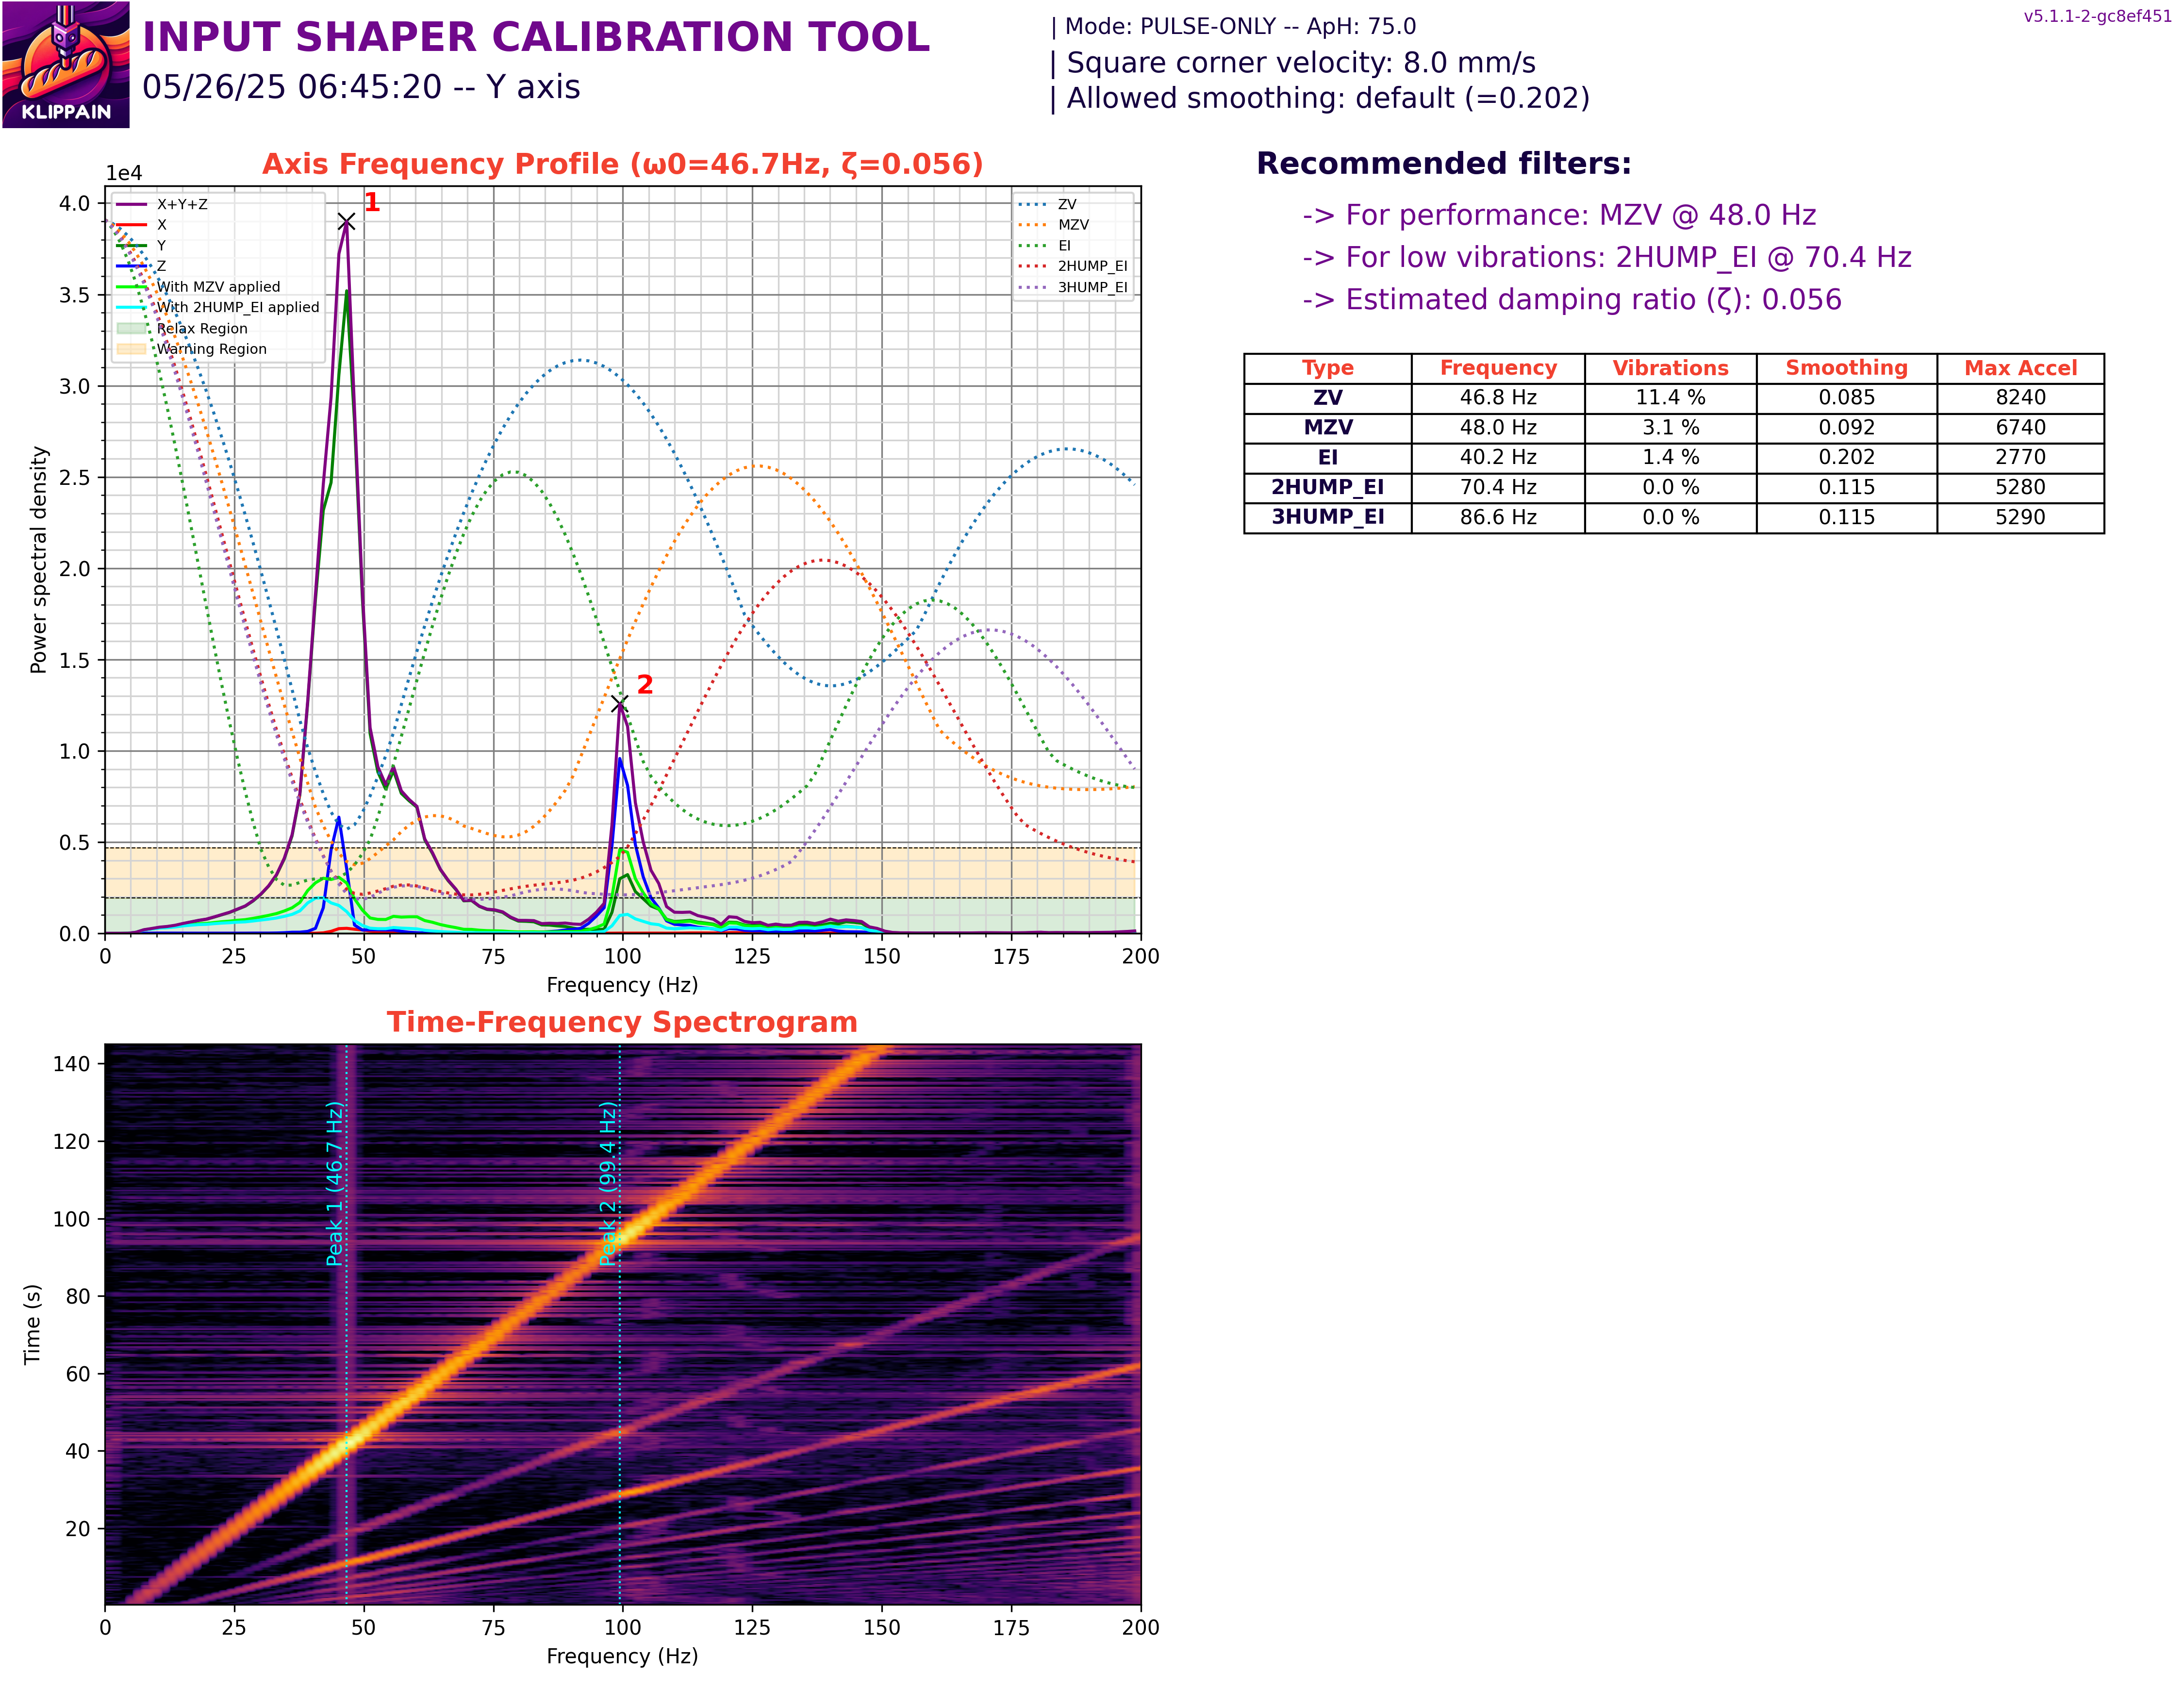 KLIPPAIN
INPUT SHAPER CALIBRATION TOOL
05/26/25 06:45:20 -- Y axis
| Mode: PULSE-ONLY -- ApH: 75.0
| Square corner velocity: 8.0 mm/s
| Allowed smoothing: default (=0.202)
v5.1.1-2-gc8ef451
Axis Frequency Profile (ω0=46.7Hz, ζ=0.056)
1e4
4.0
3.5
3.0
2.5
2.0
1.5
1.0
0.5
0.0
Power spectral density
X+Y+Z
X
Y
Z
With MZV applied
With 2HUMP_EI applied
Relax Region
Warning Region
1
2
ZV
MZV
EI
2HUMP_EI
3HUMP_EI
0 25 50 75 100 125 150 175 200
Frequency (Hz)
Recommended filters:
-> For performance: MZV @ 48.0 Hz
-> For low vibrations: 2HUMP_EI @ 70.4 Hz
-> Estimated damping ratio (ζ): 0.056
Type Frequency Vibrations Smoothing Max Accel
ZV 46.8 Hz 11.4 % 0.085 8240
MZV 48.0 Hz 3.1 % 0.092 6740
EI 40.2 Hz 1.4 % 0.202 2770
2HUMP_EI 70.4 Hz 0.0 % 0.115 5280
3HUMP_EI 86.6 Hz 0.0 % 0.115 5290
Time-Frequency Spectrogram
140
120
100
80
60
40
20
Time (s)
Peak 1 (46.7 Hz)
Peak 2 (99.4 Hz)
0 25 50 75 100 125 150 175 200
Frequency (Hz)